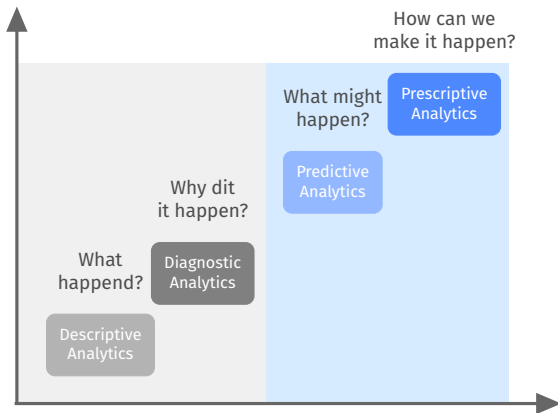 How can we
make it happen?
Prescriptive
Analytics
What might
happen?
Predictive
Analytics
Why dit
it happen?
Diagnostic
Analytics
What
happend?
Descriptive
Analytics